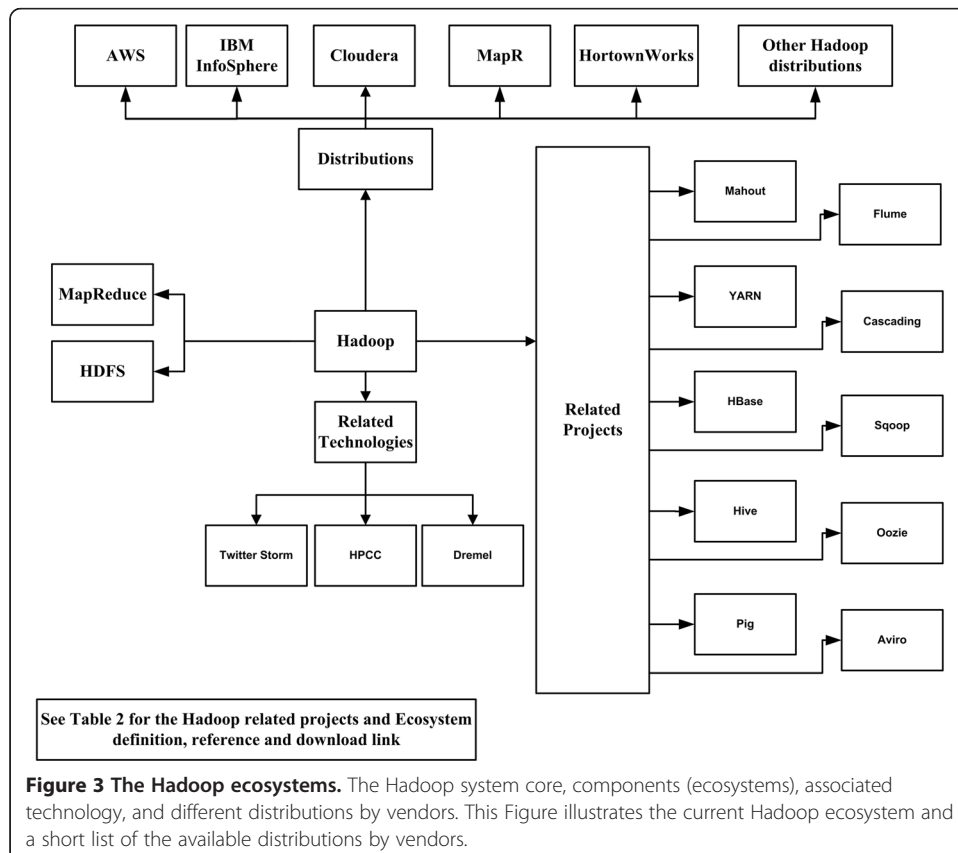 AWS
IBM
InfoSphere
Cloudera
MapR
HortownWorks
Other Hadoop
distributions
Distributions
Mahout
Flume
MapReduce
YARN
Cascading
Hadoop
HDFS
HBase
Related
Technologies
Related
Projects
Sqoop
Hive
Twitter Storm
HPCC
Dremel
Oozie
Pig
Aviro
See Table 2 for the Hadoop related projects and Ecosystem
definition, reference and download link
Figure 3 The Hadoop ecosystems. The Hadoop system core, components (ecosystems), associated
technology, and different distributions by vendors. This Figure illustrates the current Hadoop ecosystem and
a short list of the available distributions by vendors.